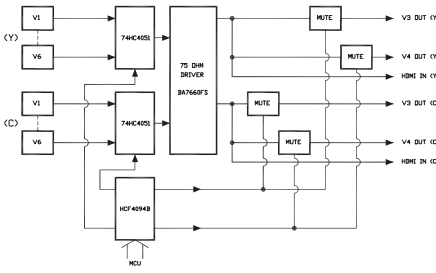 V1
(Y)
V6
74HC4051
75 OHM
DRIVER
BA7660FS
MUTE
V3 OUT (Y
MUTE
V4 OUT (Y
HDMI IN (Y
V1
(C)
V6
74HC4051
MUTE
V3 OUT (C
MUTE
V4 OUT (C
HDMI IN (C
HCF4094B
MCU